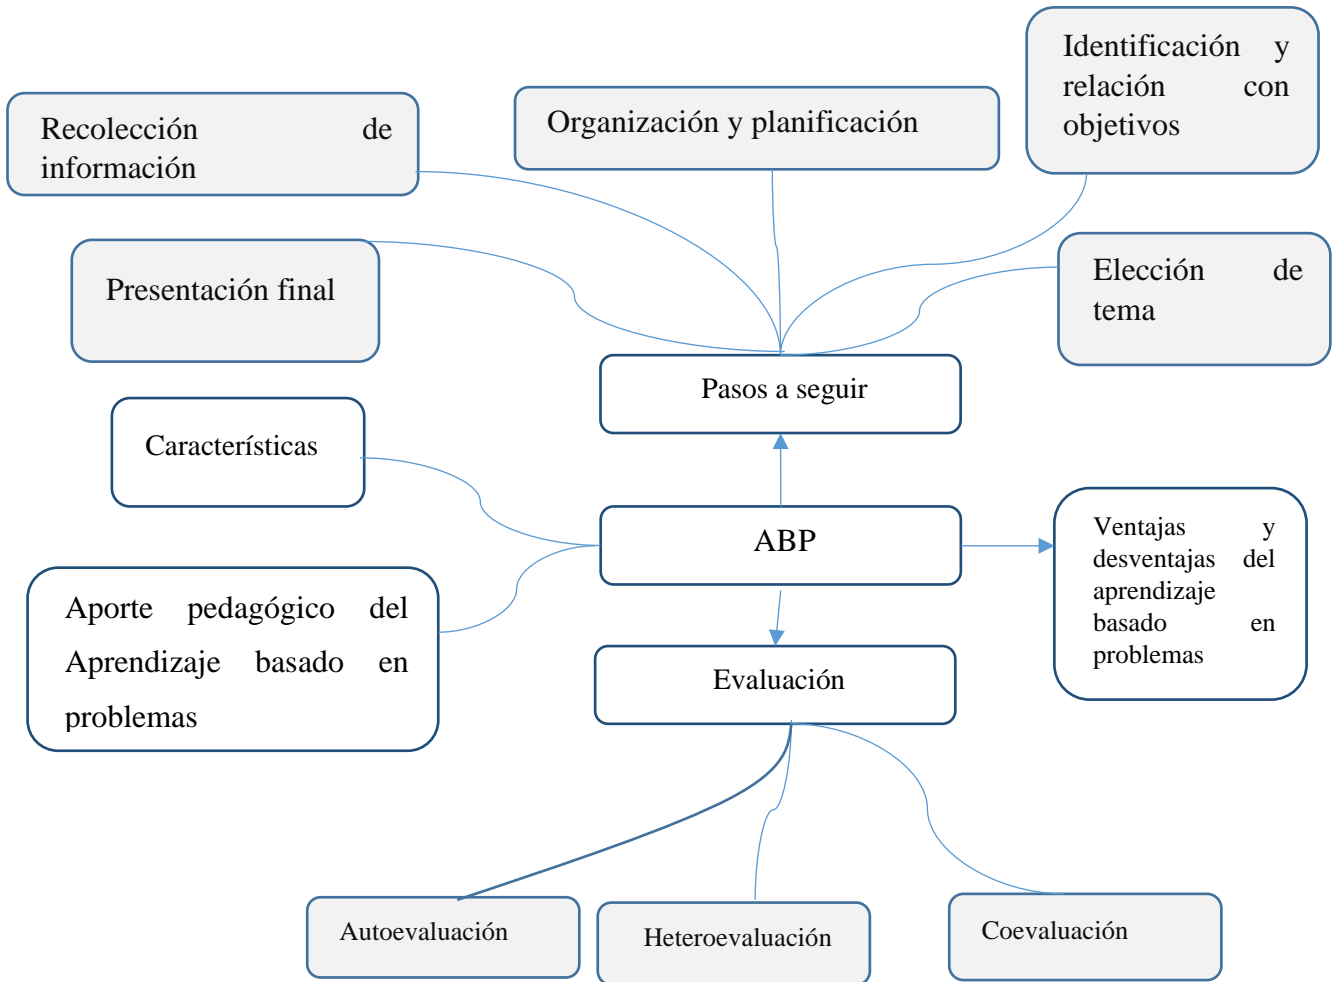 Identificación y
relación con
objetivos
Recolección de
información
Organización y planificación
Presentación final
Elección de
tema
Pasos a seguir
Características
ABP
Ventajas y
desventajas del
aprendizaje
basado en
problemas
Aporte pedagógico del
Aprendizaje basado en
problemas
Evaluación
Autoevaluación
Heteroevaluación
Coevaluación